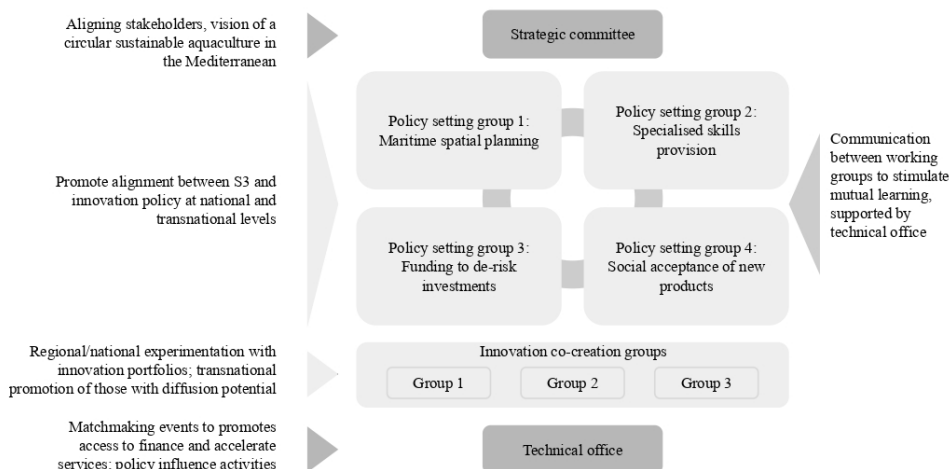 Aligning stakeholders, vision of a
circular sustainable aquaculture in
the Mediterranean
Strategic committee
Promote alignment between S3 and
innovation policy at national and
transnational levels
Policy setting group 1:
Maritime spatial planning
Policy setting group 2:
Specialised skills
provision
Policy setting group 3:
Funding to de-risk
investments
Policy setting group 4:
Social acceptance of new
products
Communication
between working
groups to stimulate
mutual learning,
supported by
technical office
Regional/national experimentation with
innovation portfolios; transnational
promotion of those with diffusion potential
Innovation co-creation groups
Group 1
Group 2
Group 3
Matchmaking events to promotes
access to finance and accelerate
services; policy influence activities
Technical office